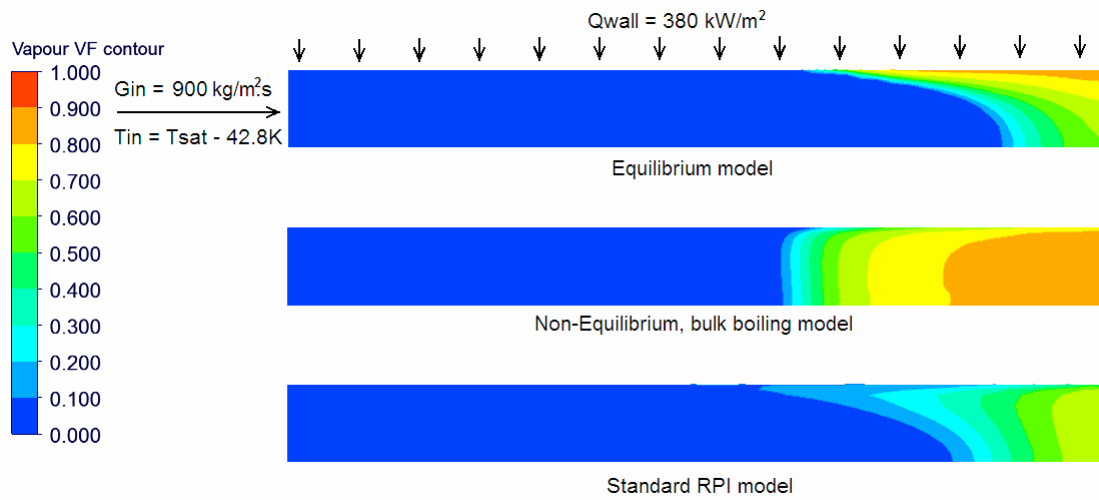 Qwall = 380 kW/m²
Vapour VF contour
1.000
0.900
0.800
0.700
0.600
0.500
0.400
0.300
0.200
0.100
0.000
Gin = 900 kg/m²s
Tin = Tsat - 42.8K
Equilibrium model
Non-Equilibrium, bulk boiling model
Standard RPI model